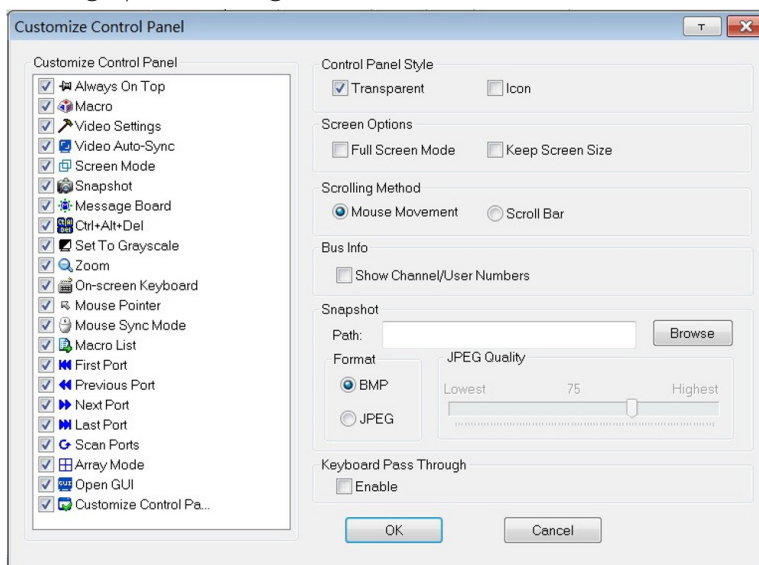 Customize Control Panel
T
X
Customize Control Panel
Always On Top
Macro
Video Settings
Video Auto-Sync
Screen Mode
Snapshot
Message Board
Ctrl+Alt+Del
Set To Grayscale
Zoom
On-screen Keyboard
Mouse Pointer
Mouse Sync Mode
Macro List
First Port
Previous Port
Next Port
Last Port
Scan Ports
Array Mode
GUI Open GUI
Customize Control Pa...
Control Panel Style
Transparent Icon
Screen Options
Full Screen Mode Keep Screen Size
Scrolling Method
Mouse Movement Scroll Bar
Bus Info
Show Channel/User Numbers
Snapshot
Path: Browse
Format
BMP
JPEG
JPEG Quality
Lowest 75 Highest
Keyboard Pass Through
Enable
OK Cancel